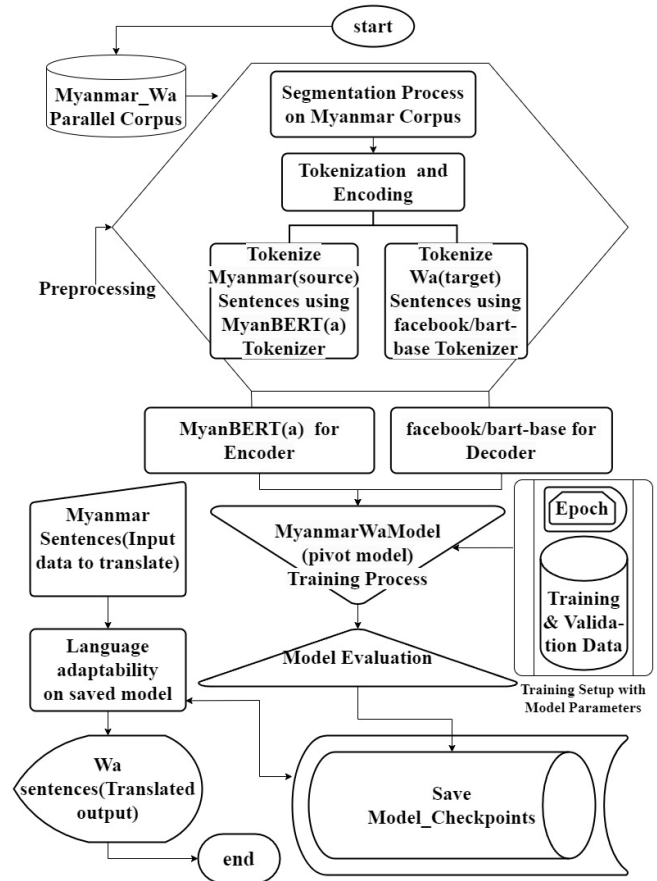 start
Myanmar_Wa
Parallel Corpus
Segmentation Process
on Myanmar Corpus
Tokenization and
Encoding
Tokenize
Myanmar(source)
Sentences using
MyanBERT(a)
Tokenizer
Tokenize
Wa(target)
Sentences using
facebook/bart-
base Tokenizer
Preprocessing
MyanBERT(a) for
Encoder
facebook/bart-base for
Decoder
Myanmar
Sentences(Input
data to translate)
MyanmarWaModel
(pivot model)
Training Process
Epoch
Training
& Valida-
tion Data
Training Setup with
Model Parameters
Language
adaptability
on saved model
Model Evaluation
Wa
sentences(Translated
output)
Save
Model_Checkpoints
end